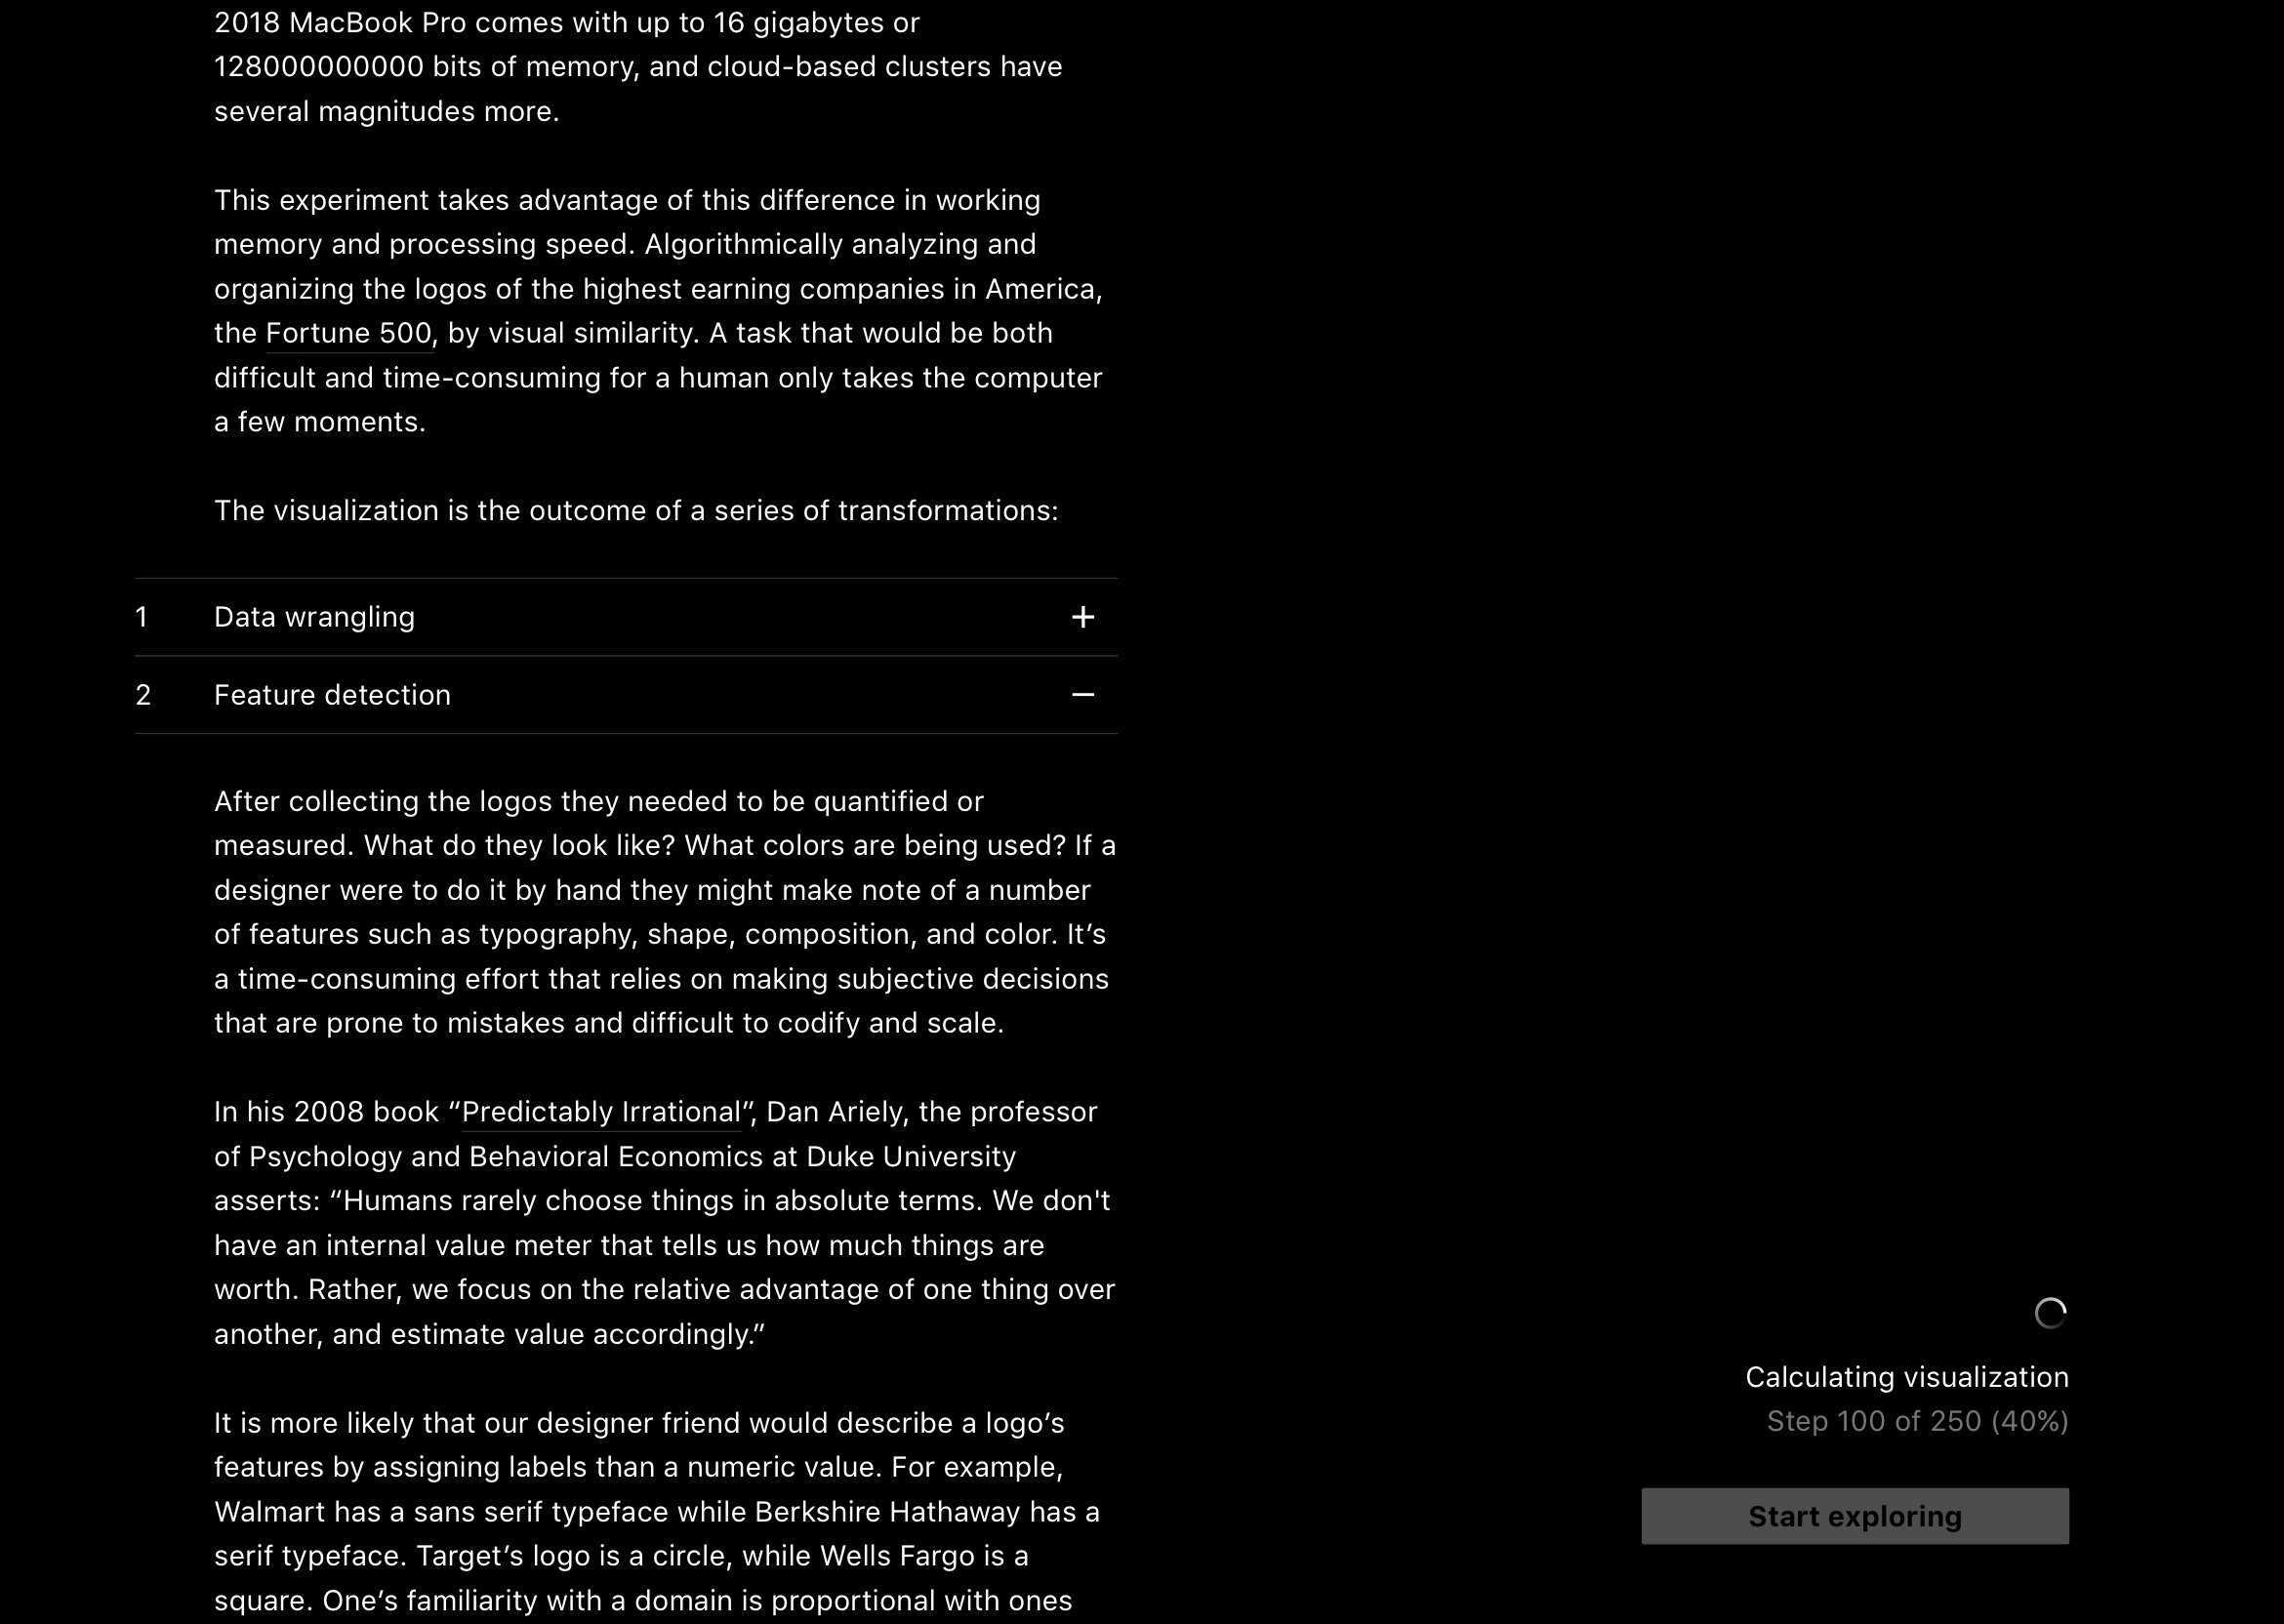 2018 MacBook Pro comes with up to 16 gigabytes or
128000000000 bits of memory, and cloud-based clusters have
several magnitudes more.
This experiment takes advantage of this difference in working
memory and processing speed. Algorithmically analyzing and
organizing the logos of the highest earning companies in America,
the Fortune 500, by visual similarity. A task that would be both
difficult and time-consuming for a human only takes the computer
a few moments.
The visualization is the outcome of a series of transformations:
1 Data wrangling +
2 Feature detection −
After collecting the logos they needed to be quantified or
measured. What do they look like? What colors are being used? If a
designer were to do it by hand they might make note of a number
of features such as typography, shape, composition, and color. It’s
a time-consuming effort that relies on making subjective decisions
that are prone to mistakes and difficult to codify and scale.
In his 2008 book “Predictably Irrational”, Dan Ariely, the professor
of Psychology and Behavioral Economics at Duke University
asserts: “Humans rarely choose things in absolute terms. We don't
have an internal value meter that tells us how much things are
worth. Rather, we focus on the relative advantage of one thing over
another, and estimate value accordingly.”
It is more likely that our designer friend would describe a logo’s
features by assigning labels than a numeric value. For example,
Walmart has a sans serif typeface while Berkshire Hathaway has a
serif typeface. Target’s logo is a circle, while Wells Fargo is a
square. One’s familiarity with a domain is proportional with ones
Calculating visualization
Step 100 of 250 (40%)
Start exploring